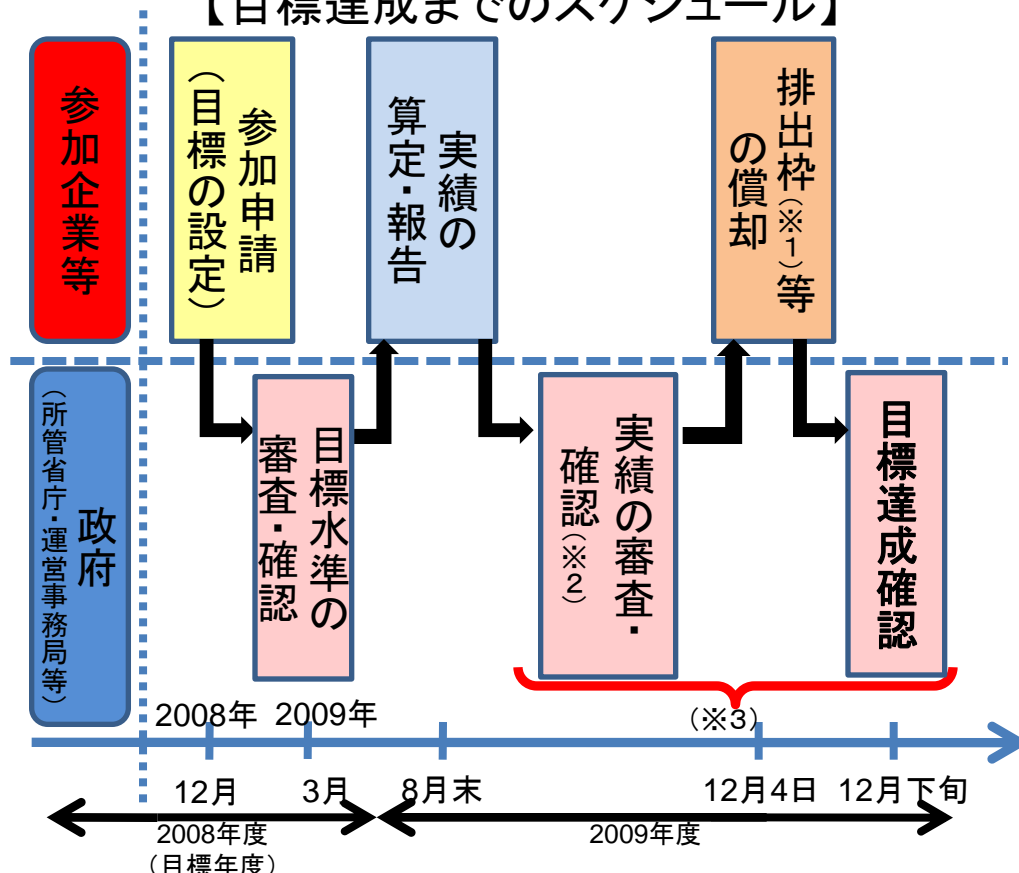 【目標達成までのスケジュール】
参加企業等
参加申請
（目標の設定）
実績の
算定・報告
排出枠（※１）等
の償却
政府
（所管省庁・運営事務局等）
目標水準の
審査・確認
実績の審査・
確認（※２）
目標達成確認
（※３）
2008年
2009年
12月
3月
8月末
12月4日
12月下旬
2008年度
（目標年度）
2009年度